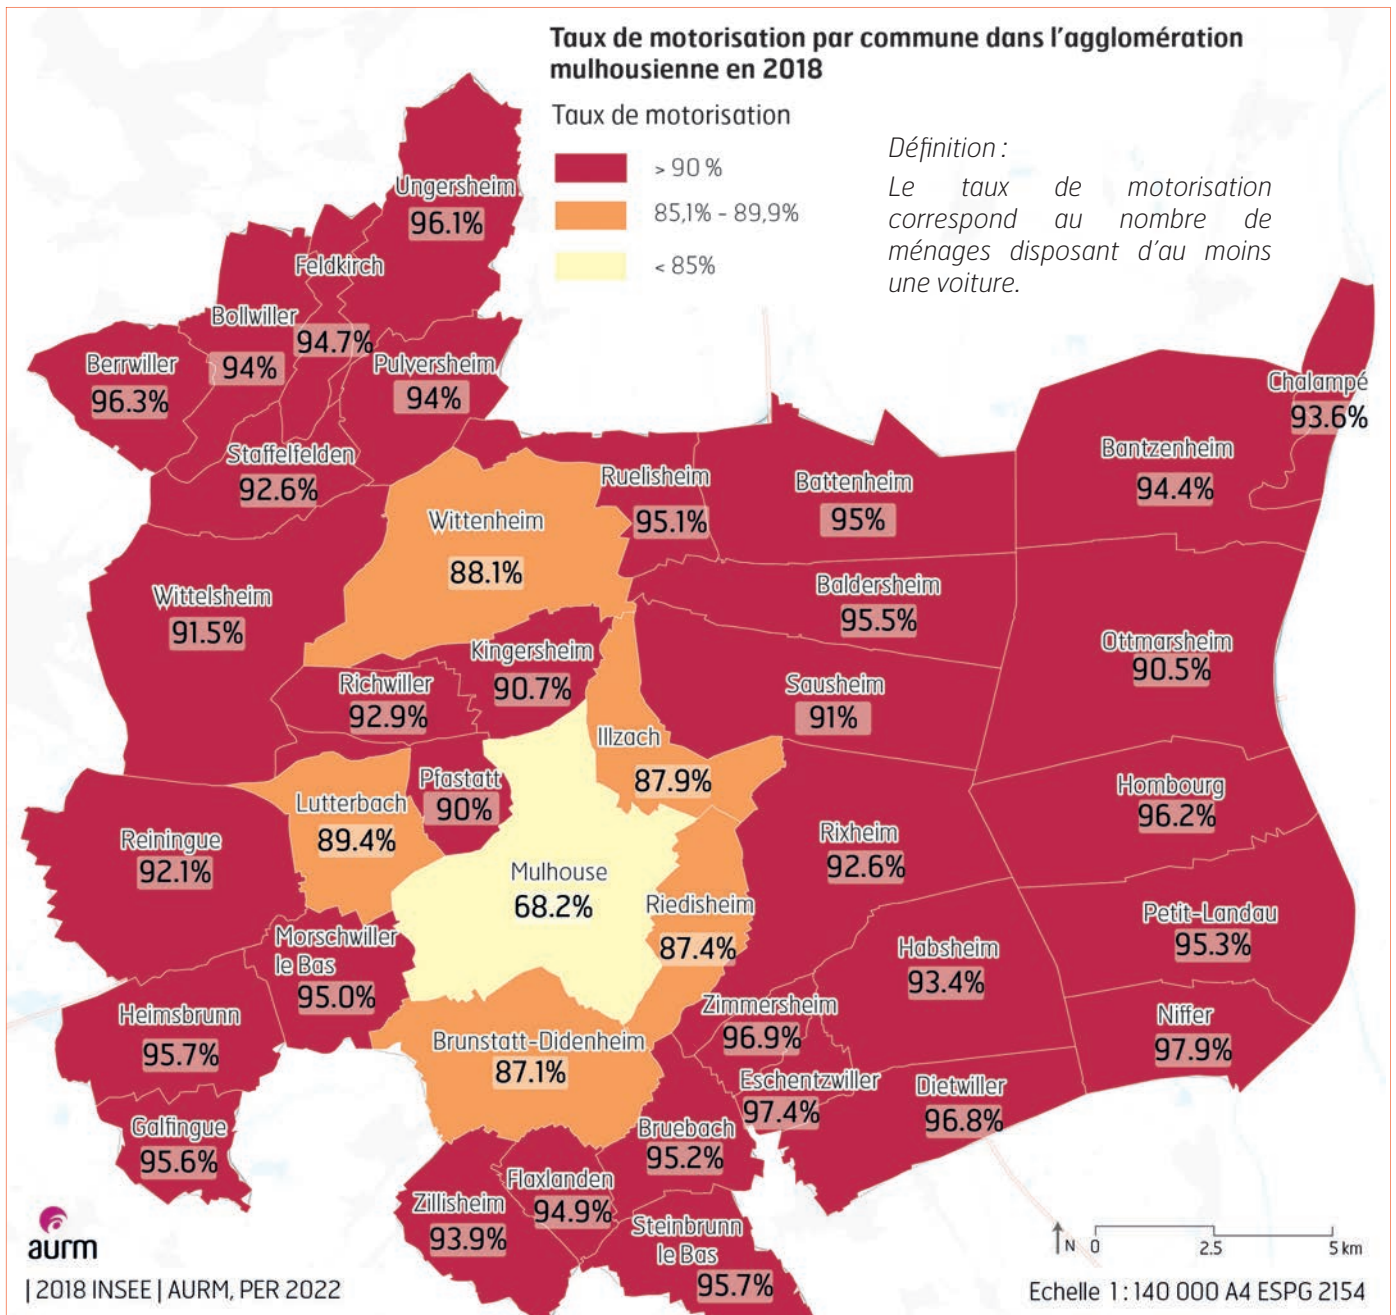 Taux de motorisation par commune dans l'agglomération
mulhousienne en 2018
Taux de motorisation
> 90 %
85,1% - 89,9%
< 85%
Définition :
Le taux de motorisation
correspond au nombre de
ménages disposant d'au moins
une voiture.
Ungersheim
96.1%
Feldkirch
94.7%
Bollwiller
94%
Berrwiller
96.3%
Pulversheim
94%
Staffelfelden
92.6%
Chalampé
93.6%
Bantzenheim
94.4%
Ruelisheim
95.1%
Battenheim
95%
Wittenheim
88.1%
Wittelsheim
91.5%
Baldersheim
95.5%
Ottmarsheim
90.5%
Kingersheim
90.7%
Richwiller
92.9%
Sausheim
91%
Illzach
87.9%
Pfastatt
90%
Lutterbach
89.4%
Hombourg
96.2%
Reiningue
92.1%
Rixheim
92.6%
Mulhouse
68.2%
Riedisheim
87.4%
Petit-Landau
95.3%
Habsheim
93.4%
Morschwiller
le Bas
95.0%
Heimsbrunn
95.7%
Zimmersheim
96.9%
Niffer
97.9%
Brunstatt-Didenheim
87.1%
Eschentzwiller
97.4%
Dietwiller
96.8%
Galfingue
95.6%
Bruebach
95.2%
Flaxlanden
94.9%
Zillisheim
93.9%
Steinbrunn
le Bas
95.7%
aurm
| 2018 INSEE | AURM, PER 2022
N 0 2.5 5 km
Echelle 1 : 140 000 A4 ESPG 2154